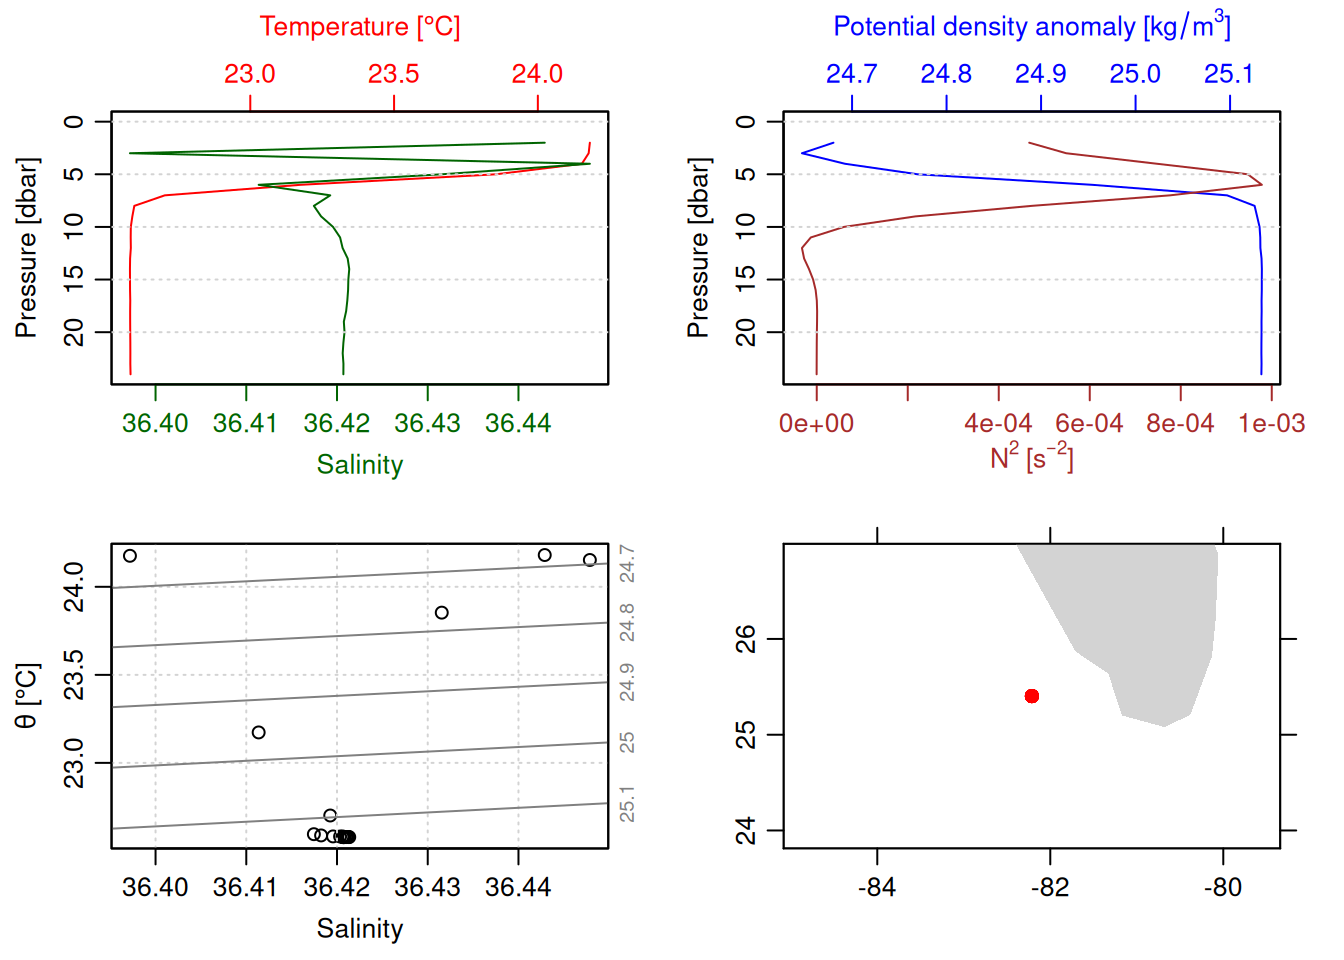 Temperature [°C]
23.0 23.5 24.0
0
5
10
15
20
Pressure [dbar]
36.40 36.41 36.42 36.43 36.44
Salinity
Potential density anomaly [kg/m³]
24.7 24.8 24.9 25.0 25.1
0
5
10
15
20
Pressure [dbar]
0e+00 4e-04 6e-04 8e-04 1e-03
N² [s⁻²]
24.0
23.5
23.0
θ [°C]
24.7
24.8
24.9
25
25.1
36.40 36.41 36.42 36.43 36.44
Salinity
26
25
24
-84 -82 -80